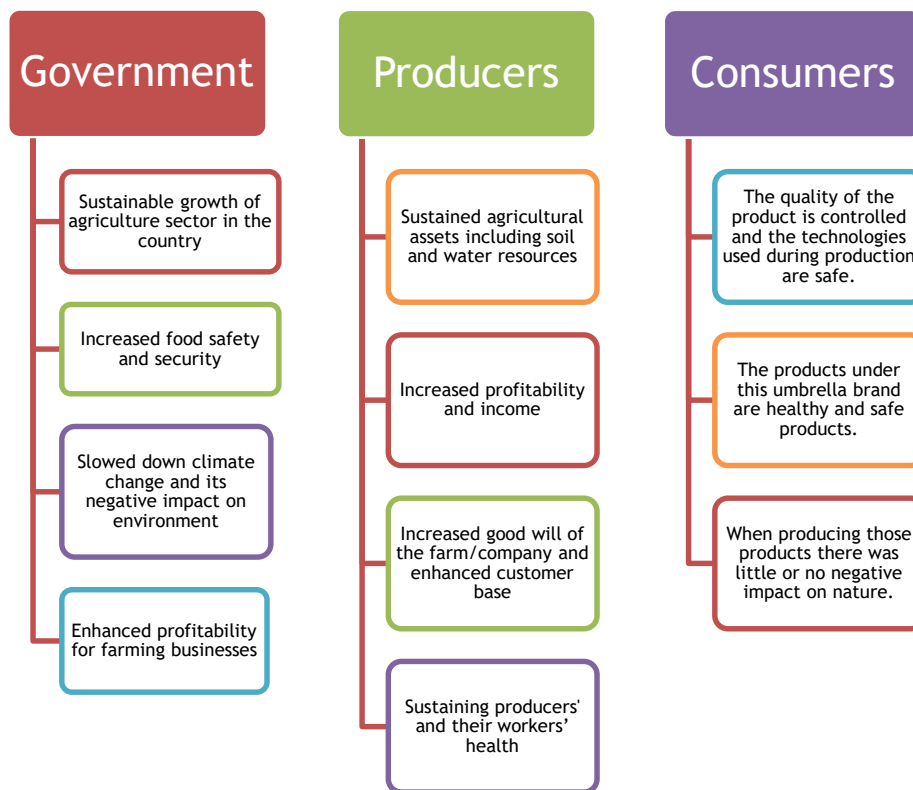 Government
Sustainable growth of
agriculture sector in the
country
Increased food safety
and security
Slowed down climate
change and its
negative impact on
environment
Enhanced profitability
for farming businesses
Producers
Sustained agricultural
assets including soil
and water resources
Increased profitability
and income
Increased good will of
the farm/company and
enhanced customer
base
Sustaining producers'
and their workers’
health
Consumers
The quality of the
product is controlled
and the technologies
used during production
are safe.
The products under
this umbrella brand
are healthy and safe
products.
When producing those
products there was
little or no negative
impact on nature.